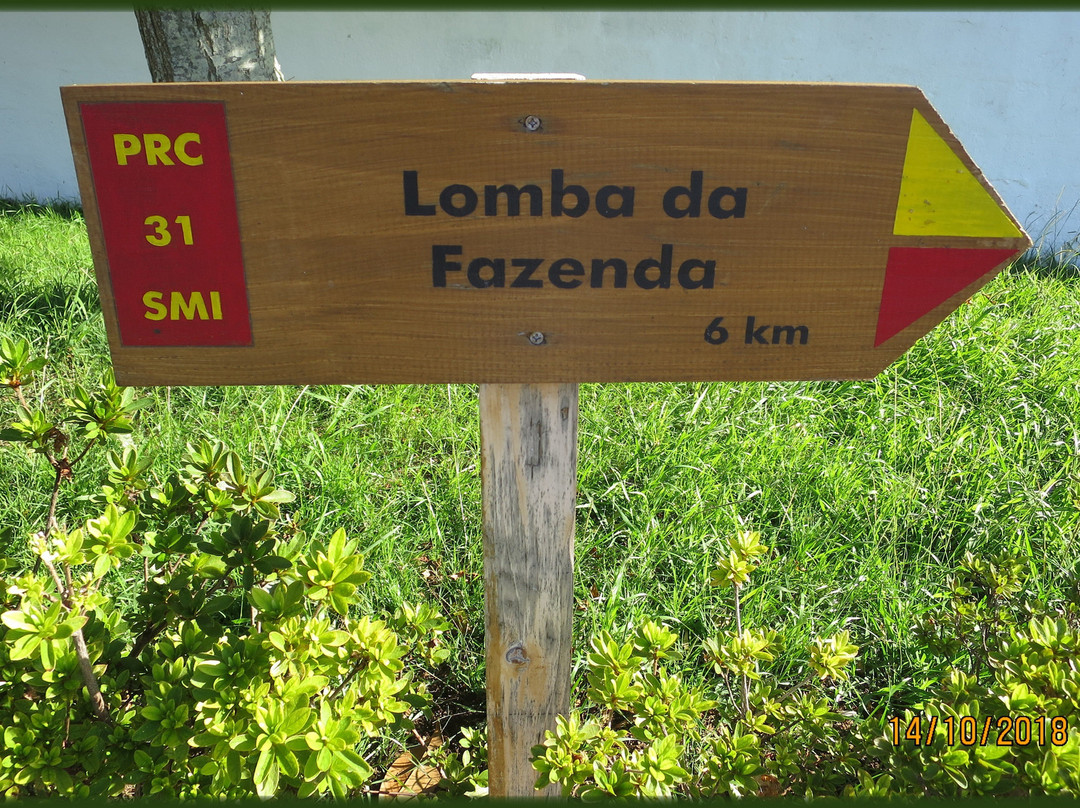 PRC
31
SMI
Lomba da
Fazenda
6 km
14/10/2018